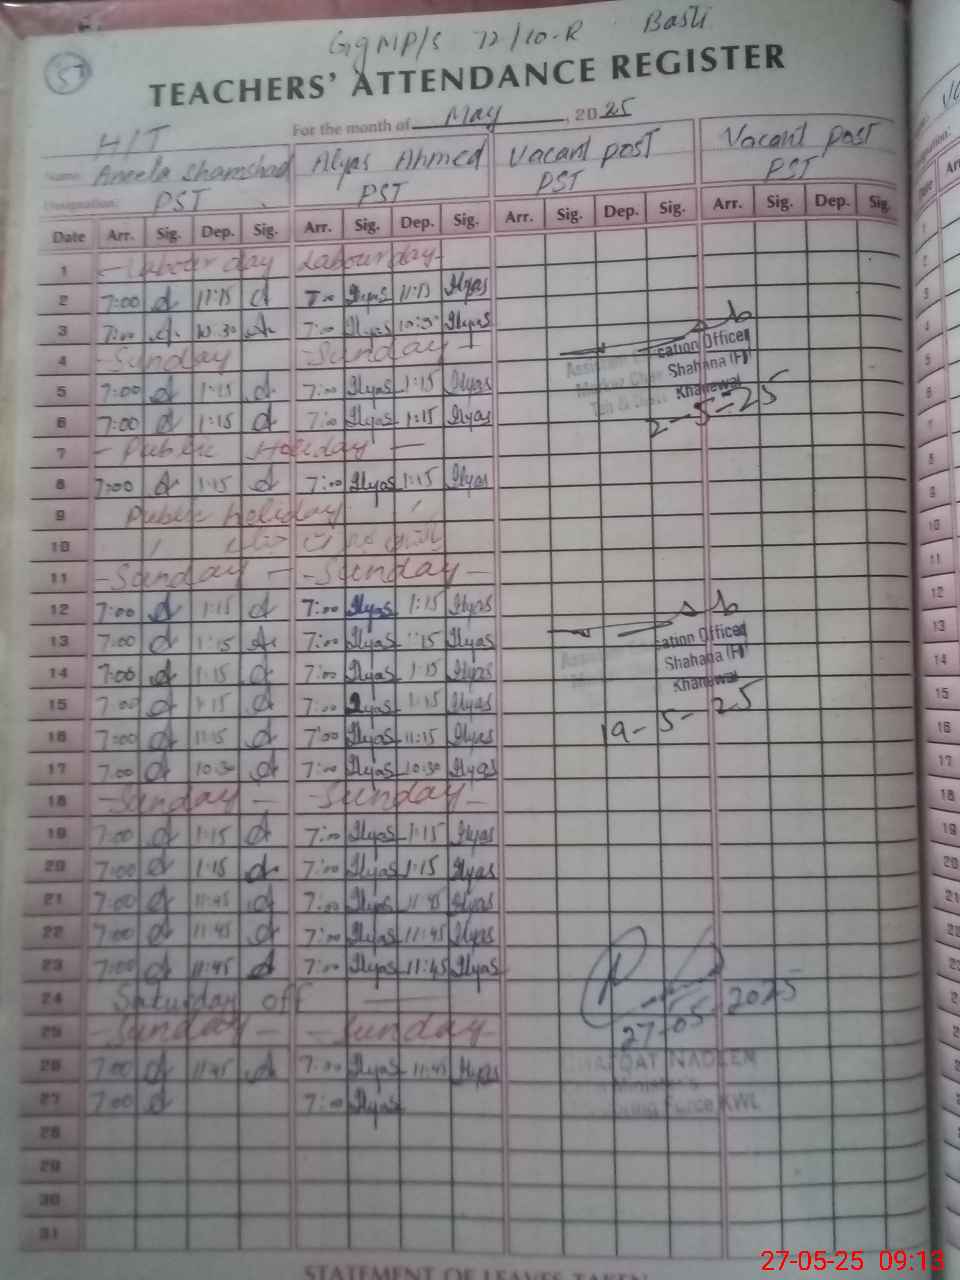 57
GgMP/S 72/10-R Basti
TEACHERS' ATTENDANCE REGISTER
For the month of May, 2025
H/T
Name: Aneela Shamshad Alyas Ahmed Vacant post Vacant post
Designation: PST PST PST PST
Date Arr. Sig. Dep. Sig. Arr. Sig. Dep. Sig. Arr. Sig. Dep. Sig. Arr. Sig. Dep. Sig.
1 - Labour day Labour day -
2 7:00 11:15 7:00 Ilyas 11:15 Ilyas
3 7:00 10:30 7:00 Ilyas 10:30 Ilyas
4 - Sunday - Sunday -
cation Officer
Shahana (F)
Khanewal
2-5-25
5 7:00 1:15 7:00 Ilyas 1:15 Ilyas
6 7:00 1:15 7:00 Ilyas 1:15 Ilyas
7 - Public Holiday -
8 7:00 1:15 7:00 Ilyas 1:15 Ilyas
9 Public holiday
10
11 - Sunday - - Sunday -
12 7:00 1:15 7:00 Ilyas 1:15 Ilyas
13 7:00 1:15 7:00 Ilyas 1:15 Ilyas
cation Officer
Shahana (F)
Khanewal
19-5-25
14 7:00 1:15 7:00 Ilyas 1:15 Ilyas
15 7:00 1:15 7:00 Ilyas 1:15 Ilyas
16 7:00 11:15 7:00 Ilyas 11:15 Ilyas
17 7:00 10:30 7:00 Ilyas 10:30 Ilyas
18 - Sunday - - Sunday -
19 7:00 1:15 7:00 Ilyas 1:15 Ilyas
20 7:00 1:15 7:00 Ilyas 1:15 Ilyas
21 7:00 11:45 7:00 Ilyas 11:45 Ilyas
22 7:00 11:45 7:00 Ilyas 11:45 Ilyas
23 7:00 11:45 7:00 Ilyas 11:45 Ilyas
24 Saturday off
25 - Sunday - - Sunday -
27-05-2025
NADEEM
Force KWL
26 7:00 11:45 7:00 Ilyas 11:45 Ilyas
27 7:00 7:00 Ilyas
28
29
30
31
STATEMENT OF LEAVES TAKEN
27-05-25 09:13